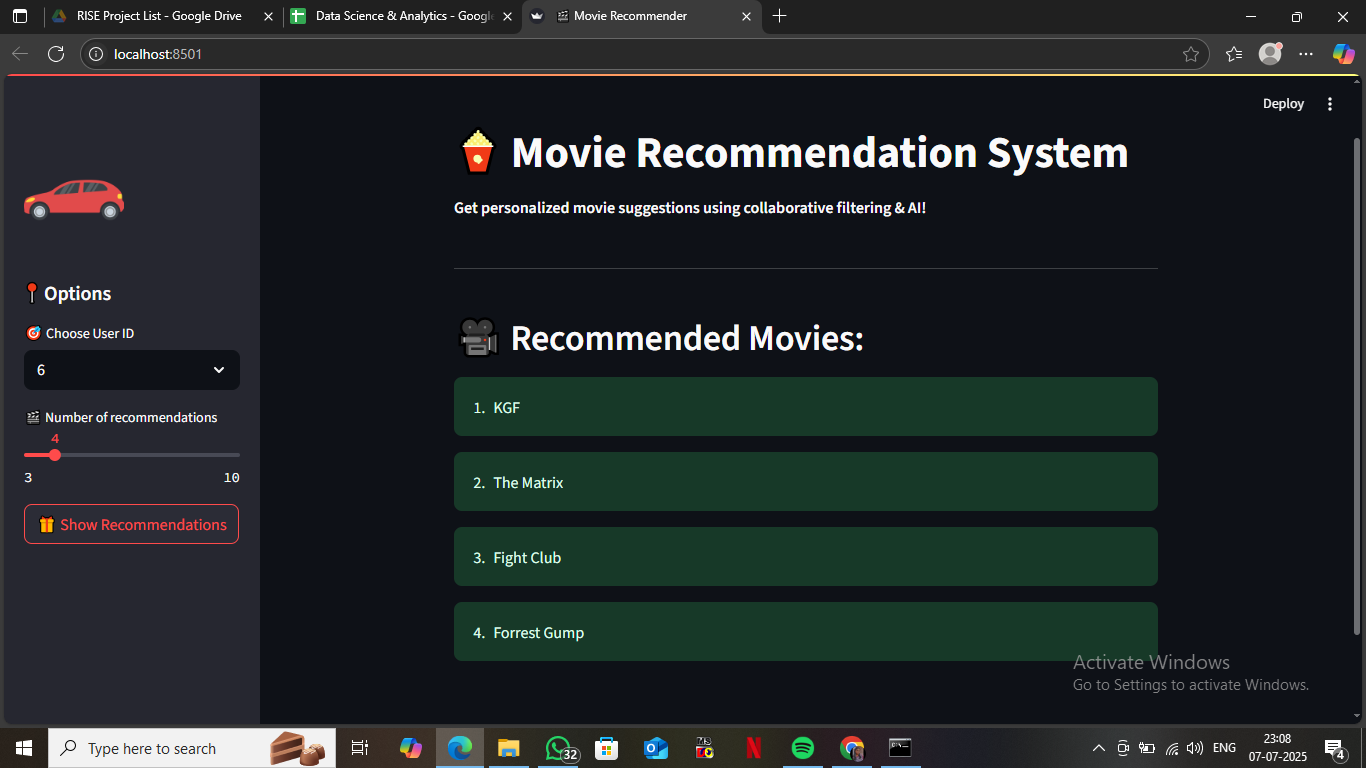 RISE Project List - Google Drive
Data Science & Analytics - Googl
Movie Recommender
localhost:8501
Deploy
Movie Recommendation System
Get personalized movie suggestions using collaborative filtering & AI!
Options
Choose User ID
6
Number of recommendations
4
3
10
Show Recommendations
Recommended Movies:
1. KGF
2. The Matrix
3. Fight Club
4. Forrest Gump
Activate Windows
Go to Settings to activate Windows.
Type here to search
32
ENG
23:08
07-07-2025
4